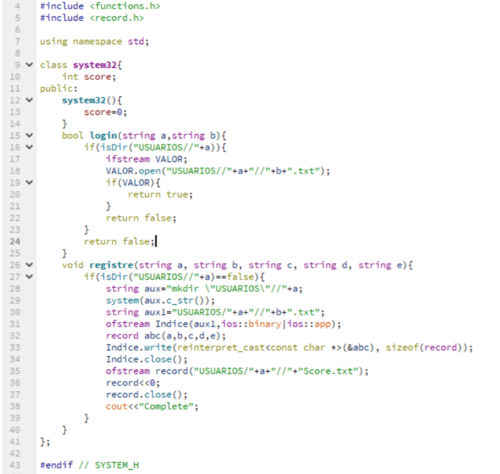 4 #include <functions.h>
5 #include <record.h>
6
7 using namespace std;
8
9 class system32{
10     int score;
11 public:
12     system32(){
13         score=0;
14     }
15     bool login(string a,string b){
16         if(isDir("USUARIOS//"+a)){
17             ifstream VALOR;
18             VALOR.open("USUARIOS//"+a+"//"+b+".txt");
19             if(VALOR){
20                 return true;
21             }
22             return false;
23         }
24         return false;
25     }
26     void registre(string a, string b, string c, string d, string e){
27         if(isDir("USUARIOS//"+a)==false){
28             string aux="mkdir \"USUARIOS\"//"+a;
29             system(aux.c_str());
30             string aux1="USUARIOS/"+a+"//"+b+".txt";
31             ofstream Indice(aux1,ios::binary|ios::app);
32             record abc(a,b,c,d,e);
33             Indice.write(reinterpret_cast<const char *>(&abc), sizeof(record));
34             Indice.close();
35             ofstream record("USUARIOS/"+a+"//"+"Score.txt");
36             record<<0;
37             record.close();
38             cout<<"Complete";
39         }
40     }
41 };
42
43 #endif // SYSTEM_H